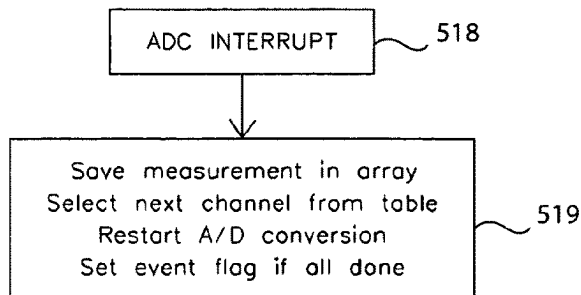 ADC INTERRUPT
518
Save measurement in array
Select next channel from table
Restart A/D conversion
Set event flag if all done
519